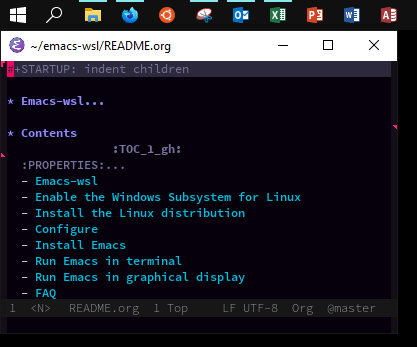 ~/emacs-wsl/README.org
#+STARTUP: indent children
* Emacs-wsl...
* Contents
:TOC_1_gh:
:PROPERTIES:...
- Emacs-wsl
- Enable the Windows Subsystem for Linux
- Install the Linux distribution
- Configure
- Install Emacs
- Run Emacs in terminal
- Run Emacs in graphical display
- FAQ
1 <N> README.org 1 Top LF UTF-8 Org @master